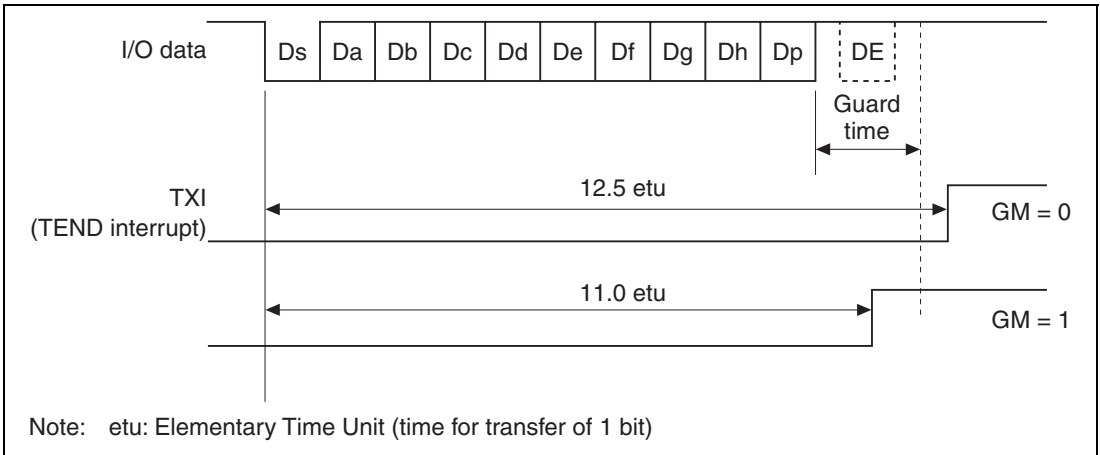 I/O data
Ds Da Db Dc Dd De Df Dg Dh Dp DE
Guard
time
TXI
(TEND interrupt)
12.5 etu
GM = 0
11.0 etu
GM = 1
Note: etu: Elementary Time Unit (time for transfer of 1 bit)